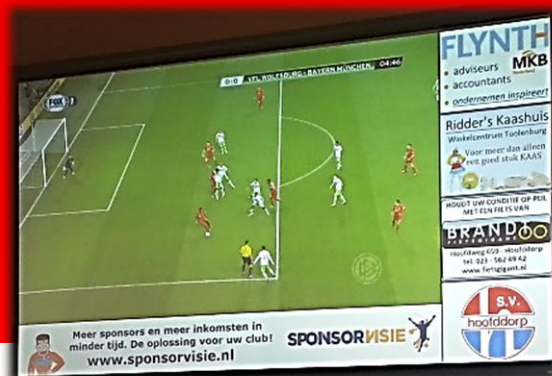 FOX
0:0 VFL WOLFSBURG - BAYERN MÜNCHEN 04:46
FLYNTH
• adviseurs
• accountants
• ondernemen inspireert
MKB
Ridder's Kaashuis
Winkelcentrum Toolenburg
Voor meer dan alleen
een goed stuk KAAS
HOUDT UW CONDITIE OP PEIL
MET EEN FIETS VAN
BRAND
FIETSGIGANT
Hoofdweg 650 - Hoofddorp
www.fietsgigant.nl
S.V.
hoofddorp
Meer sponsors en meer inkomsten in
minder tijd. De oplossing voor uw club!
www.sponsorvisie.nl
SPONSORVISIE